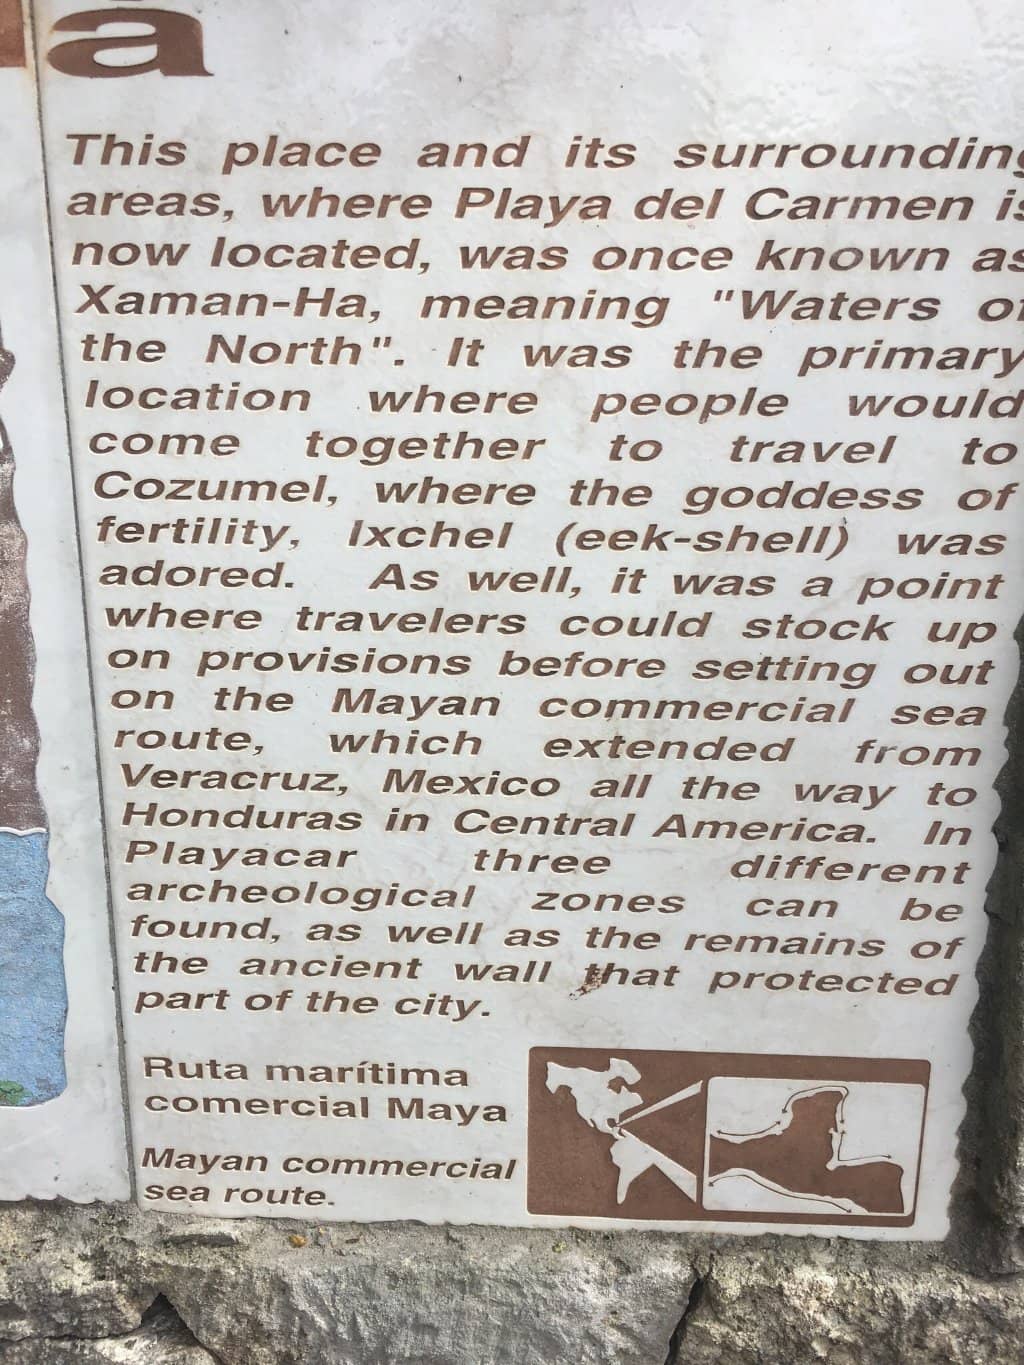 a
This place and its surrounding
areas, where Playa del Carmen is
now located, was once known as
Xaman-Ha, meaning "Waters of
the North". It was the primary
location where people would
come together to travel to
Cozumel, where the goddess of
fertility, Ixchel (eek-shell) was
adored. As well, it was a point
where travelers could stock up
on provisions before setting out
on the Mayan commercial sea
route, which extended from
Veracruz, Mexico all the way to
Honduras in Central America. In
Playacar three different
archeological zones can be
found, as well as the remains of
the ancient wall that protected
part of the city.
Ruta marítima
comercial Maya
Mayan commercial
sea route.